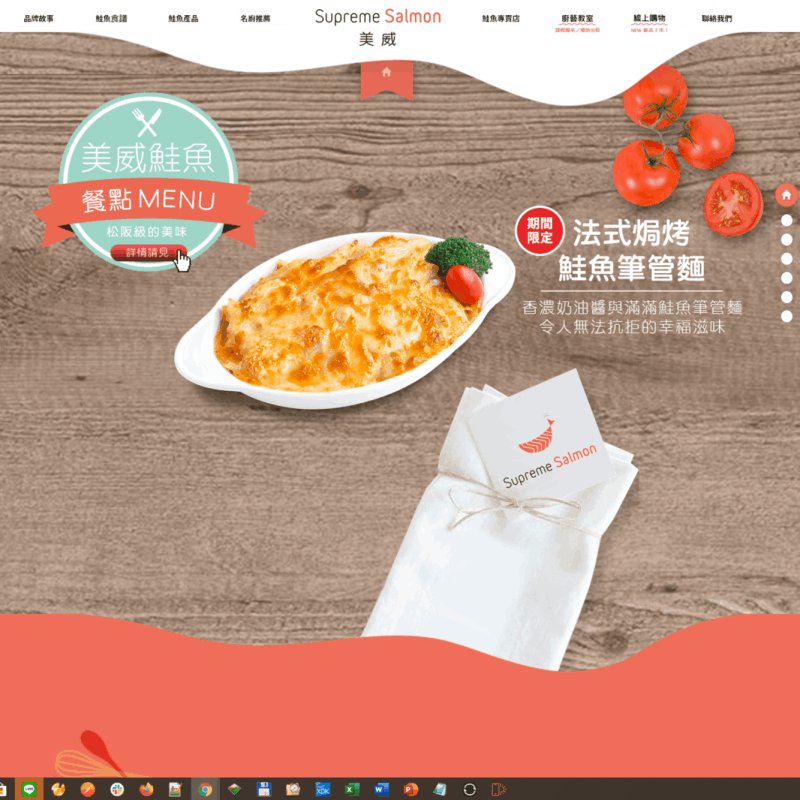 品牌故事
鮭魚食譜
鮭魚產品
名廚推薦
Supreme Salmon
美威
鮭魚專賣店
廚藝教室
線上購物
聯絡我們
美威鮭魚
餐點 MENU
松阪級的美味
詳情請見
期間
限定
法式焗烤
鮭魚筆管麵
香濃奶油醬與滿滿鮭魚筆管麵
令人無法抗拒的幸福滋味
Supreme Salmon